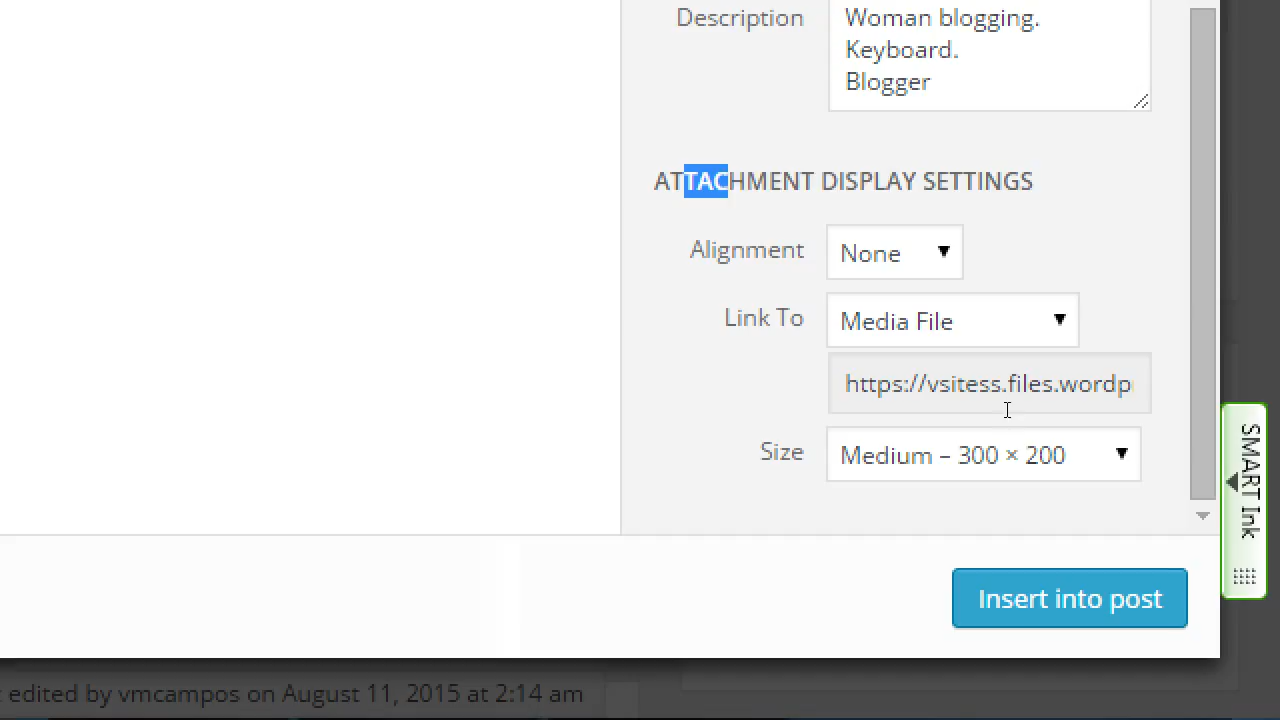 Description
Woman blogging.
Keyboard.
Blogger
ATTACHMENT DISPLAY SETTINGS
Alignment
None
Link To
Media File
https://vsitess.files.wordp
Size
Medium – 300 × 200
SMART Ink
Insert into post
edited by vmcampos on August 11, 2015 at 2:14 am